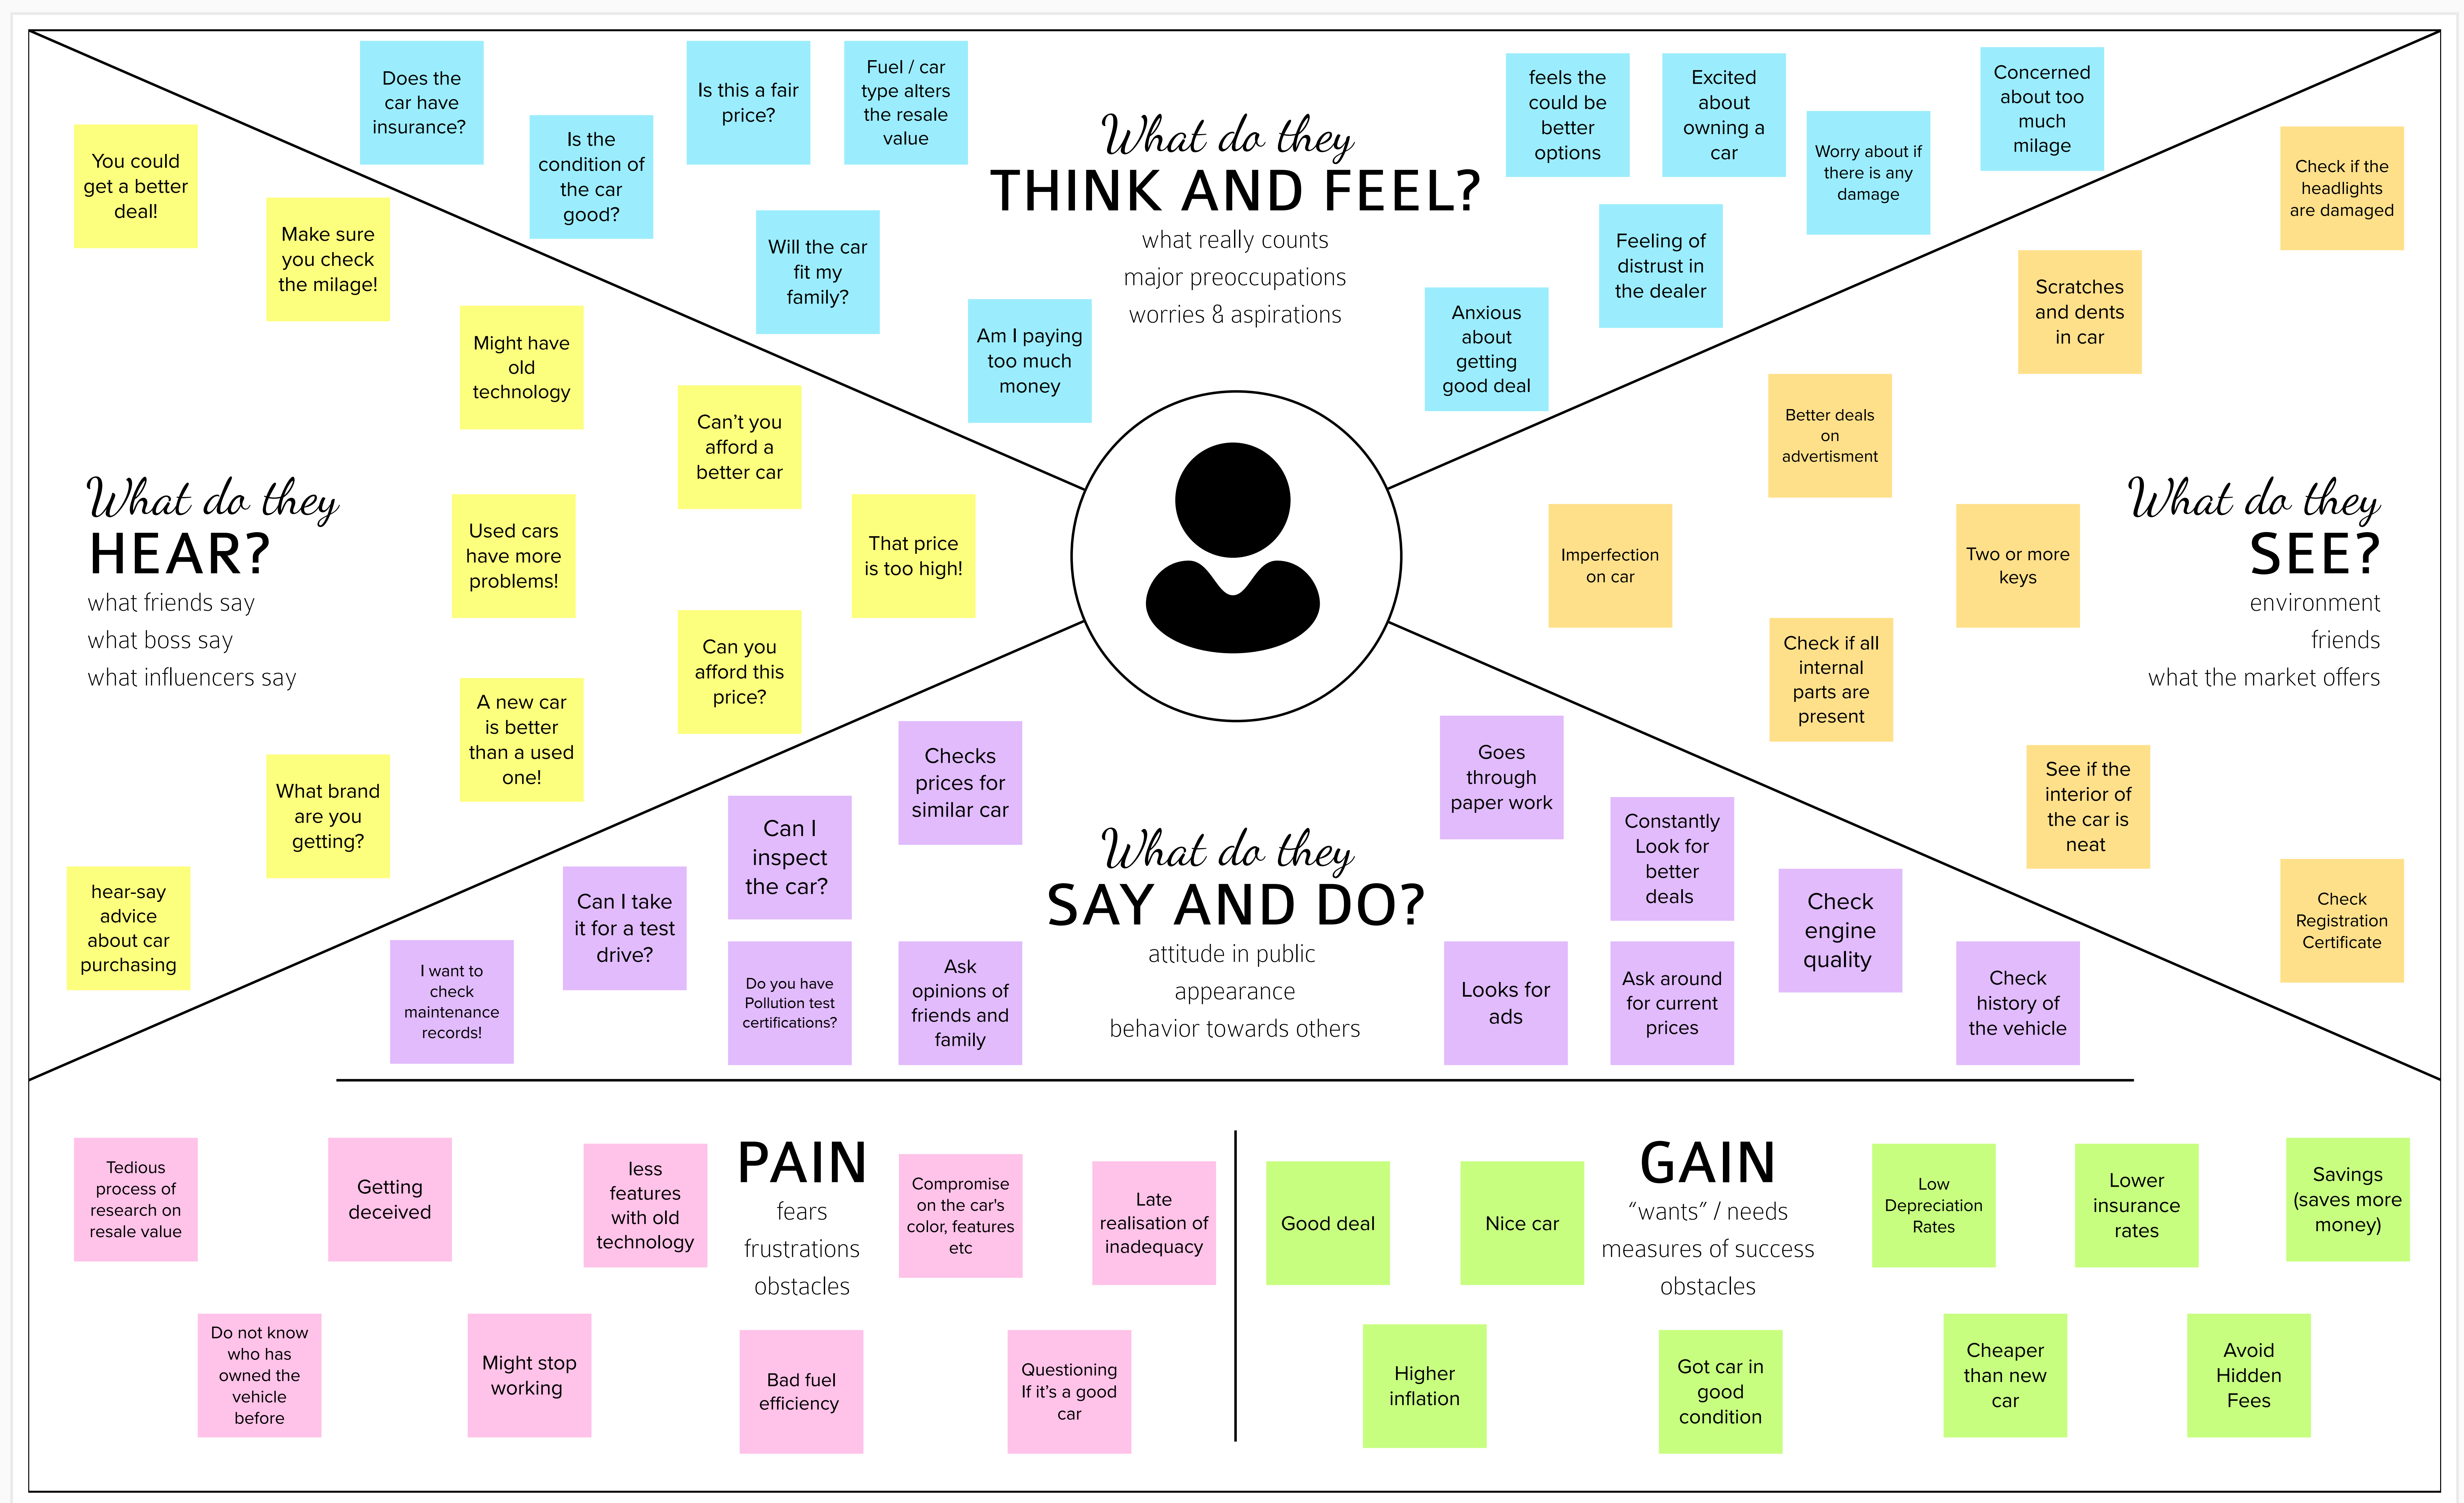 Does the
car have
insurance?
Is the
condition of
the car
good?
Is this a fair
price?
Fuel / car
type alters
the resale
value
Will the car
fit my
family?
Am I paying
too much
money
What do they
THINK AND FEEL?
what really counts
major preoccupations
worries & aspirations
feels the
could be
better
options
Excited
about
owning a
car
Worry about if
there is any
damage
Concerned
about too
much
milage
Feeling of
distrust in
the dealer
Anxious
about
getting
good deal
You could
get a better
deal!
Make sure
you check
the milage!
Might have
old
technology
Can't you
afford a
better car
What do they
HEAR?
what friends say
what boss say
what influencers say
Used cars
have more
problems!
That price
is too high!
Can you
afford this
price?
A new car
is better
than a used
one!
What brand
are you
getting?
hear-say
advice
about car
purchasing
Check if the
headlights
are damaged
Scratches
and dents
in car
Better deals
on
advertisment
Imperfection
on car
Two or more
keys
What do they
SEE?
environment
friends
what the market offers
Check if all
internal
parts are
present
See if the
interior of
the car is
neat
Check
Registration
Certificate
Checks
prices for
similar car
Can I
inspect
the car?
Can I take
it for a test
drive?
I want to
check
maintenance
records!
Do you have
Pollution test
certifications?
Ask
opinions of
friends and
family
What do they
SAY AND DO?
attitude in public
appearance
behavior towards others
Goes
through
paper work
Constantly
Look for
better
deals
Check
engine
quality
Looks for
ads
Ask around
for current
prices
Check
history of
the vehicle
Tedious
process of
research on
resale value
Getting
deceived
less
features
with old
technology
PAIN
fears
frustrations
obstacles
Compromise
on the car's
color, features
etc
Late
realisation of
inadequacy
Do not know
who has
owned the
vehicle
before
Might stop
working
Bad fuel
efficiency
Questioning
If it's a good
car
Good deal
Nice car
GAIN
"wants" / needs
measures of success
obstacles
Low
Depreciation
Rates
Lower
insurance
rates
Savings
(saves more
money)
Higher
inflation
Got car in
good
condition
Cheaper
than new
car
Avoid
Hidden
Fees